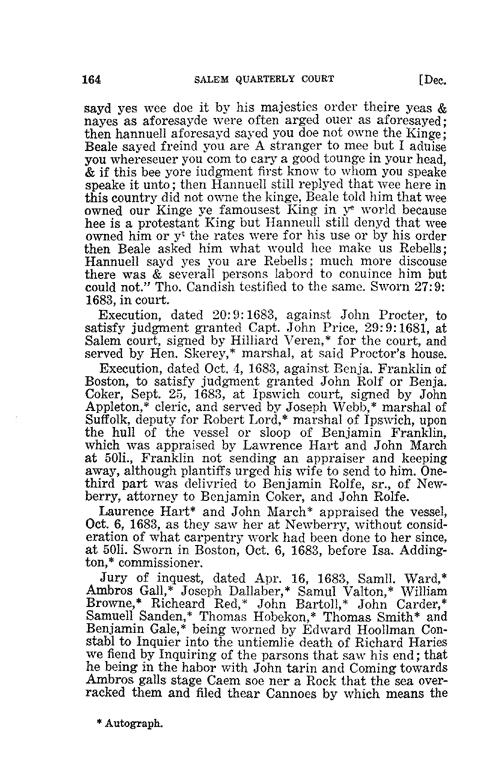 164 SALEM QUARTERLY COURT [Dec.
sayd yes wee doe it by his majesties order theire yeas &
nayes as aforesayde were often arged ouer as aforesayed;
then hannuell aforesayd sayed you doe not owne the Kinge;
Beale sayed freind you are A stranger to mee but I aduise
you whereseuer you com to cary a good tounge in your head,
& if this bee yore iudgment first know to whom you speake
speake it unto; then Hannuell still replyed that wee here in
this country did not owne the kinge, Beale told him that wee
owned our Kinge ye famousest King in yᵉ world because
hee is a protestant King but Hanneull still denyd that wee
owned him or yᵗ the rates were for his use or by his order
then Beale asked him what would hee make us Rebells;
Hannuell sayd yes you are Rebells; much more discouse
there was & severall persons labord to conuince him but
could not." Tho. Candish testified to the same. Sworn 27:9:
1683, in court.
Execution, dated 20:9:1683, against John Procter, to
satisfy judgment granted Capt. John Price, 29:9:1681, at
Salem court, signed by Hilliard Veren,* for the court, and
served by Hen. Skerey,* marshal, at said Proctor's house.
Execution, dated Oct. 4, 1683, against Benja. Franklin of
Boston, to satisfy judgment granted John Rolf or Benja.
Coker, Sept. 25, 1683, at Ipswich court, signed by John
Appleton,* cleric, and served by Joseph Webb,* marshal of
Suffolk, deputy for Robert Lord,* marshal of Ipswich, upon
the hull of the vessel or sloop of Benjamin Franklin,
which was appraised by Lawrence Hart and John March
at 50li., Franklin not sending an appraiser and keeping
away, although plantiffs urged his wife to send to him. One-
third part was delivried to Benjamin Rolfe, sr., of New-
berry, attorney to Benjamin Coker, and John Rolfe.
Laurence Hart* and John March* appraised the vessel,
Oct. 6, 1683, as they saw her at Newberry, without consid-
eration of what carpentry work had been done to her since,
at 50li. Sworn in Boston, Oct. 6, 1683, before Isa. Adding-
ton,* commissioner.
Jury of inquest, dated Apr. 16, 1683, Samll. Ward,*
Ambros Gall,* Joseph Dallaber,* Samul Valton,* William
Browne,* Richeard Red,* John Bartoll,* John Carder,*
Samuell Sanden,* Thomas Hobekon,* Thomas Smith* and
Benjamin Gale,* being worned by Edward Hoollman Con-
stabl to Inquier into the untiemlie death of Richard Haries
we fiend by Inquiring of the parsons that saw his end; that
he being in the habor with John tarin and Coming towards
Ambros galls stage Caem soe ner a Rock that the sea over-
racked them and filed thear Cannoes by which means the
* Autograph.